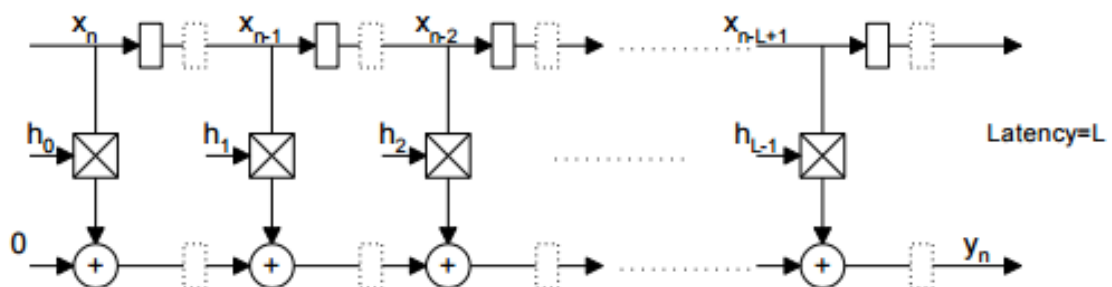 xₙ xₙ₋₁ xₙ₋₂ xₙ₋L₊₁
h₀ h₁ h₂ hL₋₁ Latency=L
0 + + + + yₙ